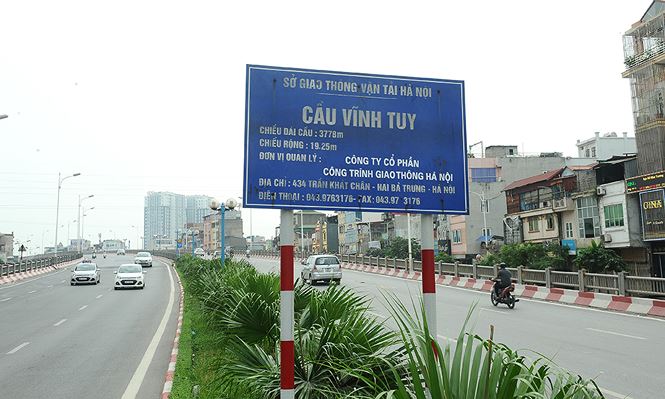 SỞ GIAO THÔNG VẬN TẢI HÀ NỘI
CẦU VĨNH TUY
CHIỀU DÀI CẦU : 3778m
CHIỀU RỘNG : 19.25m
ĐƠN VỊ QUẢN LÝ : CÔNG TY CỔ PHẦN
CÔNG TRÌNH GIAO THÔNG HÀ NỘI
ĐỊA CHỈ : 434 TRẦN KHÁT CHÂN - HAI BÀ TRƯNG - HÀ NỘI
ĐIỆN THOẠI : 043.9763176 - FAX: 043.97 3176